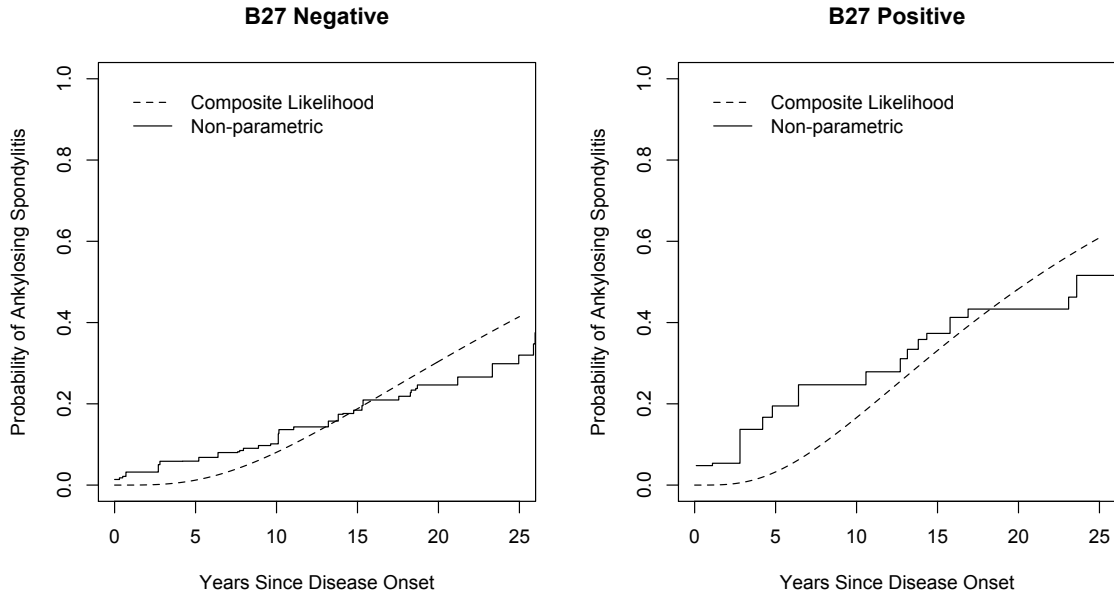 B27 Negative
Probability of Ankylosing Spondylitis
1.0
0.8
0.6
0.4
0.2
0.0
Composite Likelihood
Non-parametric
0 5 10 15 20 25
Years Since Disease Onset
B27 Positive
Probability of Ankylosing Spondylitis
1.0
0.8
0.6
0.4
0.2
0.0
Composite Likelihood
Non-parametric
0 5 10 15 20 25
Years Since Disease Onset